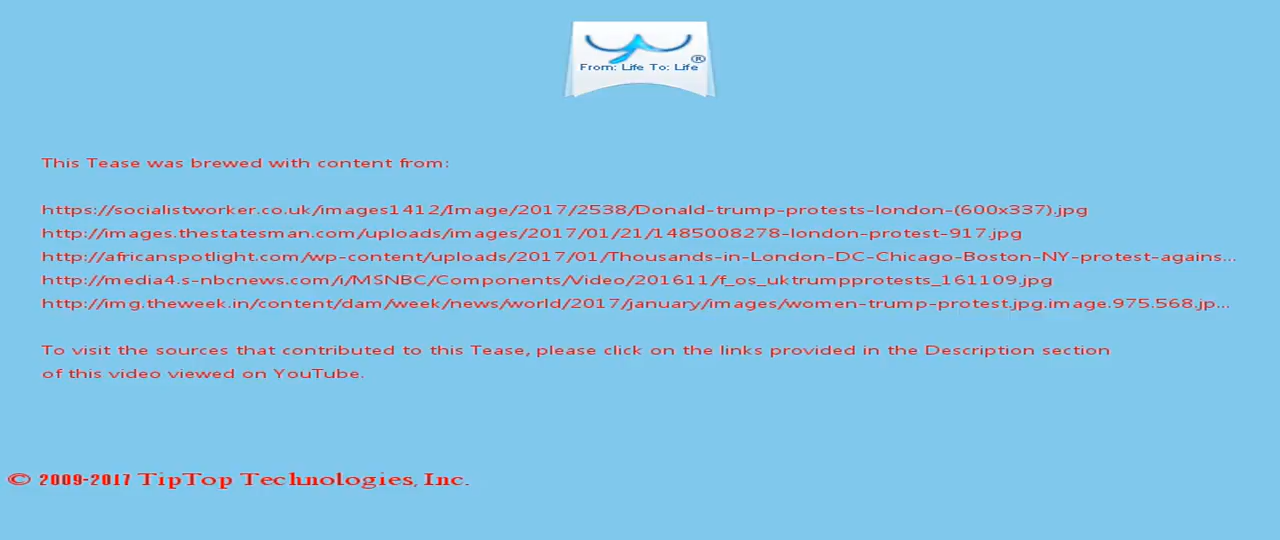 From: Life To: Life®
This Tease was brewed with content from:
https://socialistworker.co.uk/images1412/Image/2017/2538/Donald-trump-protests-london-(600x337).jpg
http://images.thestatesman.com/uploads/images/2017/01/21/1485008278-london-protest-917.jpg
http://africanspotlight.com/wp-content/uploads/2017/01/Thousands-in-London-DC-Chicago-Boston-NY-protest-agains...
http://media4.s-nbcnews.com/i/MSNBC/Components/Video/201611/f_os_uktrumpprotests_161109.jpg
http://img.theweek.in/content/dam/week/news/world/2017/january/images/women-trump-protest.jpg.image.975.568.jp...
To visit the sources that contributed to this Tease, please click on the links provided in the Description section
of this video viewed on YouTube.
© 2009-2017 TipTop Technologies, Inc.